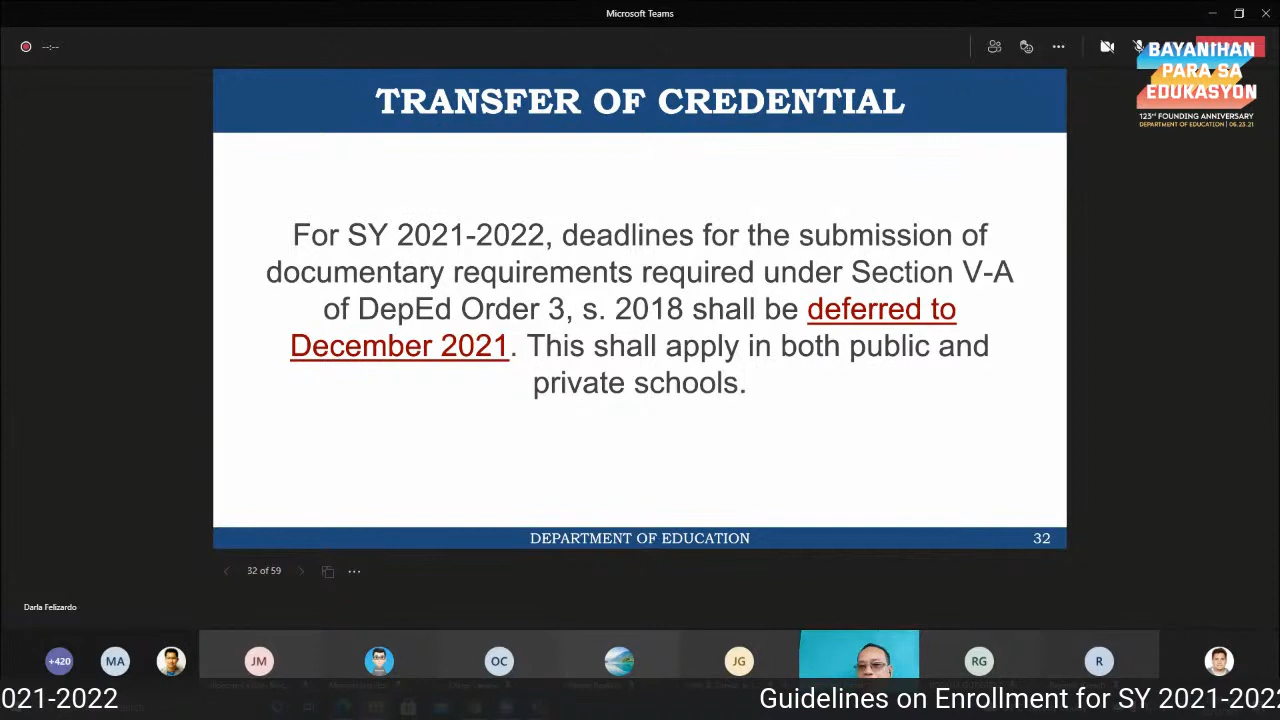 Microsoft Teams
--:--
BAYANIHAN
PARA SA
EDUKASYON
123rd FOUNDING ANNIVERSARY
DEPARTMENT OF EDUCATION | 06.23.21
TRANSFER OF CREDENTIAL
For SY 2021-2022, deadlines for the submission of
documentary requirements required under Section V-A
of DepEd Order 3, s. 2018 shall be deferred to
December 2021. This shall apply in both public and
private schools.
DEPARTMENT OF EDUCATION 32
32 of 59
Darla Felizardo
+420 MA JM OC JG RG R
021-2022 Guidelines on Enrollment for SY 2021-202